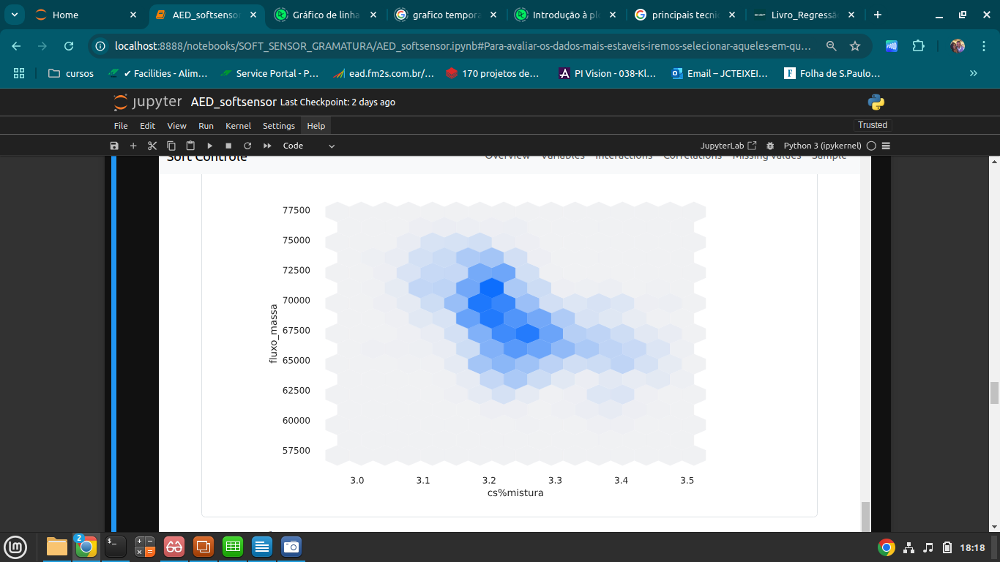 Home
AED_softsensor
Gráfico de linha
grafico tempora
Introdução à pl
principais tecni
Livro_Regressã
localhost:8888/notebooks/SOFT_SENSOR_GRAMATURA/AED_softsensor.ipynb#Para-avaliar-os-dados-mais-estaveis-iremos-selecionar-aqueles-em-qu...
cursos
✔ Facilities - Alim...
Service Portal - P...
ead.fm2s.com.br/...
170 projetos de...
PI Vision - 038-Kl...
Email – JCTEIXEI...
Folha de S.Paulo...
jupyter AED_softsensor Last Checkpoint: 2 days ago
File Edit View Run Kernel Settings Help
Trusted
Code
JupyterLab
Python 3 (ipykernel)
Soft Controle
Overview Variables Interactions Correlations Missing values Sample
77500
75000
72500
70000
67500
65000
62500
60000
57500
fluxo_massa
3.0 3.1 3.2 3.3 3.4 3.5
cs%mistura
2
18:18